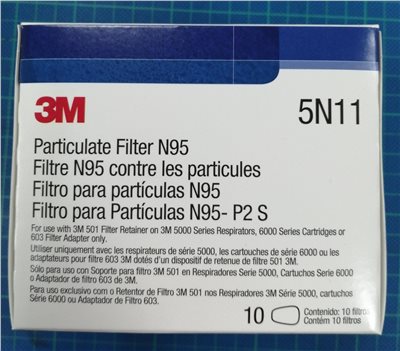 3M
5N11
Particulate Filter N95
Filtre N95 contre les particules
Filtro para partículas N95
Filtro para Partículas N95- P2 S
For use with 3M 501 Filter Retainer on 3M 5000 Series Respirators, 6000 Series Cartridges or
603 Filter Adapter only.
Utiliser uniquement avec les respirateurs de série 5000, les cartouches de série 6000 ou les
adaptateurs pour filtre 603 3M dotés d'un dispositif de retenue de filtre 501 3M.
Sólo para uso con Soporte para filtro 3M 501 en Respiradores Serie 5000, Cartuchos Serie 6000
o Adaptador de filtro 603 de 3M.
Para uso exclusivo com o Retentor de Filtro 3M 501 nos Respiradores 3M Série 5000, cartuchos
Série 6000 ou Adaptador de Filtro 603.
10
Contenido: 10 filtros
Contém 10 filtros